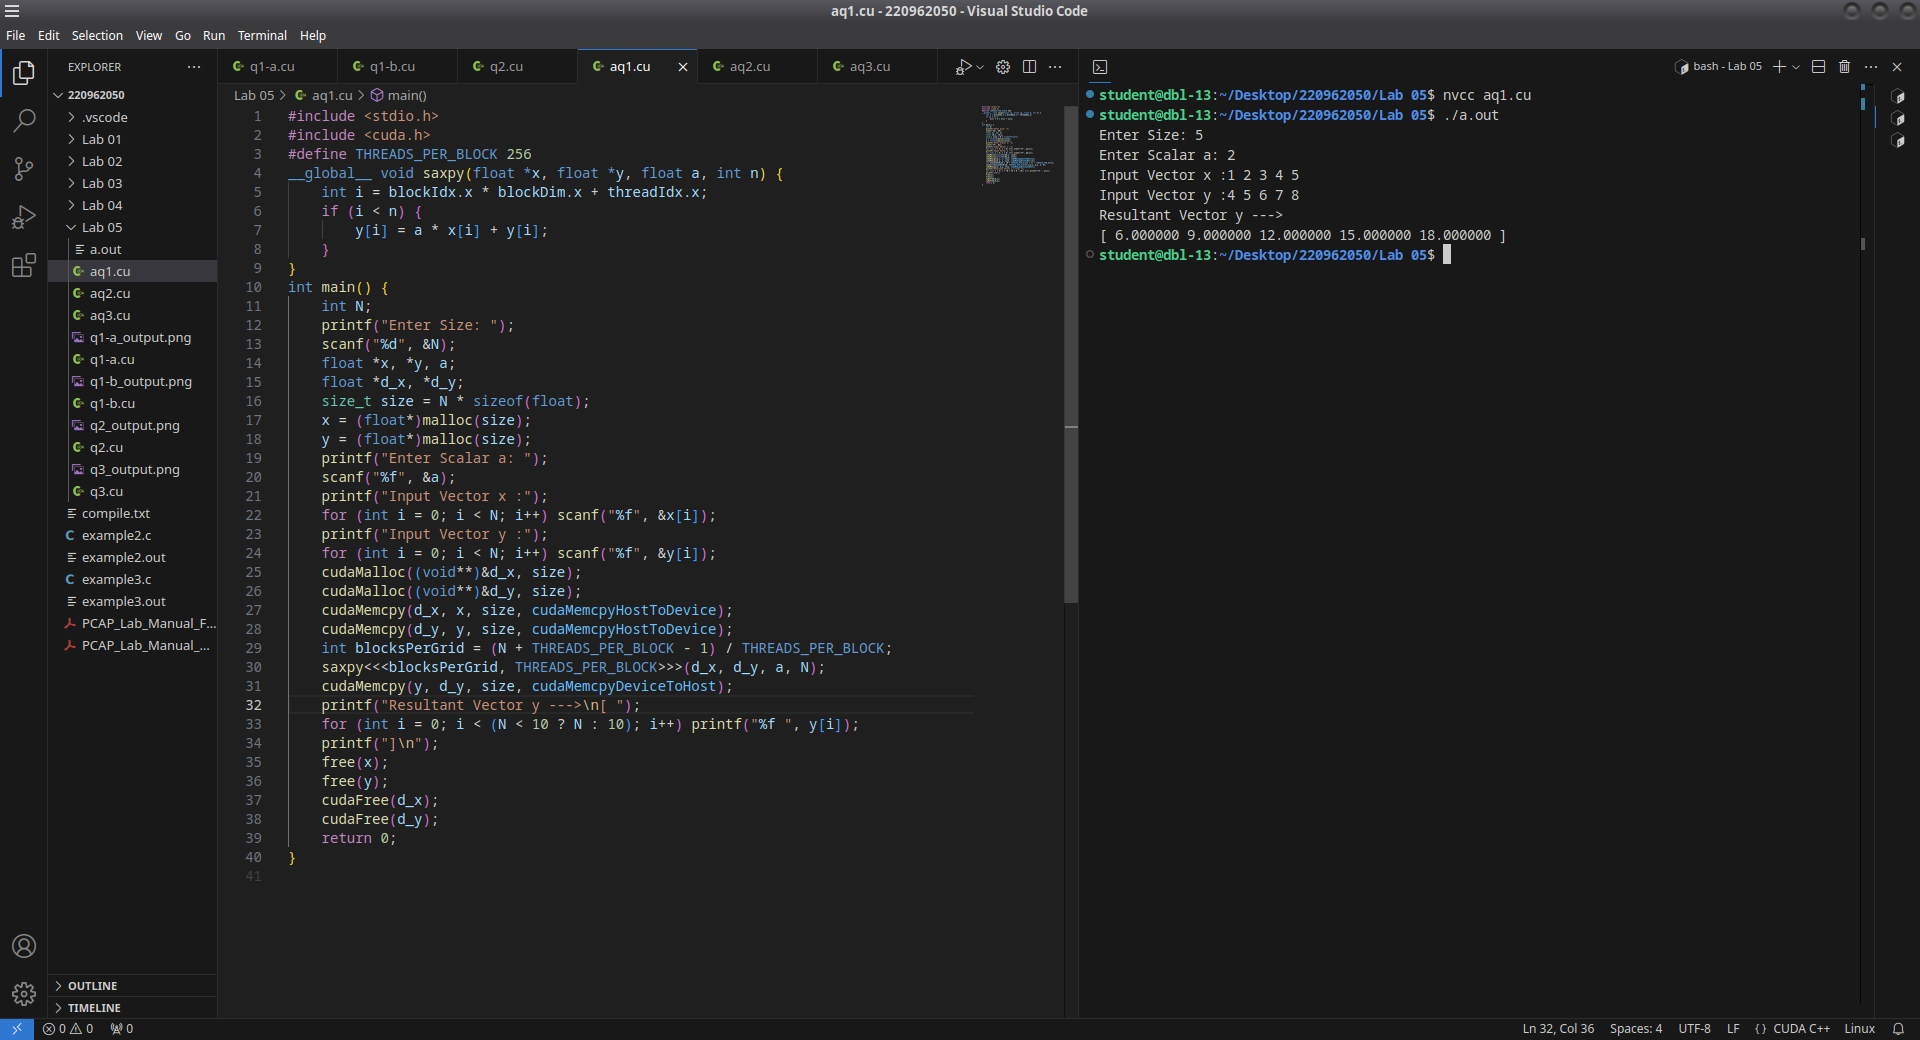 aq1.cu - 220962050 - Visual Studio Code
File Edit Selection View Go Run Terminal Help
EXPLORER
220962050
.vscode
Lab 01
Lab 02
Lab 03
Lab 04
Lab 05
a.out
aq1.cu
aq2.cu
aq3.cu
q1-a_output.png
q1-a.cu
q1-b_output.png
q1-b.cu
q2_output.png
q2.cu
q3_output.png
q3.cu
compile.txt
example2.c
example2.out
example3.c
example3.out
PCAP_Lab_Manual_F...
PCAP_Lab_Manual_...
OUTLINE
TIMELINE
q1-a.cu q1-b.cu q2.cu aq1.cu aq2.cu aq3.cu
Lab 05 > aq1.cu > main()
1 #include <stdio.h>
2 #include <cuda.h>
3 #define THREADS_PER_BLOCK 256
4 __global__ void saxpy(float *x, float *y, float a, int n) {
5 int i = blockIdx.x * blockDim.x + threadIdx.x;
6 if (i < n) {
7 y[i] = a * x[i] + y[i];
8 }
9 }
10 int main() {
11 int N;
12 printf("Enter Size: ");
13 scanf("%d", &N);
14 float *x, *y, a;
15 float *d_x, *d_y;
16 size_t size = N * sizeof(float);
17 x = (float*)malloc(size);
18 y = (float*)malloc(size);
19 printf("Enter Scalar a: ");
20 scanf("%f", &a);
21 printf("Input Vector x :");
22 for (int i = 0; i < N; i++) scanf("%f", &x[i]);
23 printf("Input Vector y :");
24 for (int i = 0; i < N; i++) scanf("%f", &y[i]);
25 cudaMalloc((void**)&d_x, size);
26 cudaMalloc((void**)&d_y, size);
27 cudaMemcpy(d_x, x, size, cudaMemcpyHostToDevice);
28 cudaMemcpy(d_y, y, size, cudaMemcpyHostToDevice);
29 int blocksPerGrid = (N + THREADS_PER_BLOCK - 1) / THREADS_PER_BLOCK;
30 saxpy<<<blocksPerGrid, THREADS_PER_BLOCK>>>(d_x, d_y, a, N);
31 cudaMemcpy(y, d_y, size, cudaMemcpyDeviceToHost);
32 printf("Resultant Vector y --->\n[ ");
33 for (int i = 0; i < (N < 10 ? N : 10); i++) printf("%f ", y[i]);
34 printf("]\n");
35 free(x);
36 free(y);
37 cudaFree(d_x);
38 cudaFree(d_y);
39 return 0;
40 }
41
bash - Lab 05
student@dbl-13:~/Desktop/220962050/Lab 05$ nvcc aq1.cu
student@dbl-13:~/Desktop/220962050/Lab 05$ ./a.out
Enter Size: 5
Enter Scalar a: 2
Input Vector x :1 2 3 4 5
Input Vector y :4 5 6 7 8
Resultant Vector y --->
[ 6.000000 9.000000 12.000000 15.000000 18.000000 ]
student@dbl-13:~/Desktop/220962050/Lab 05$
0 0 0
Ln 32, Col 36 Spaces: 4 UTF-8 LF {} CUDA C++ Linux